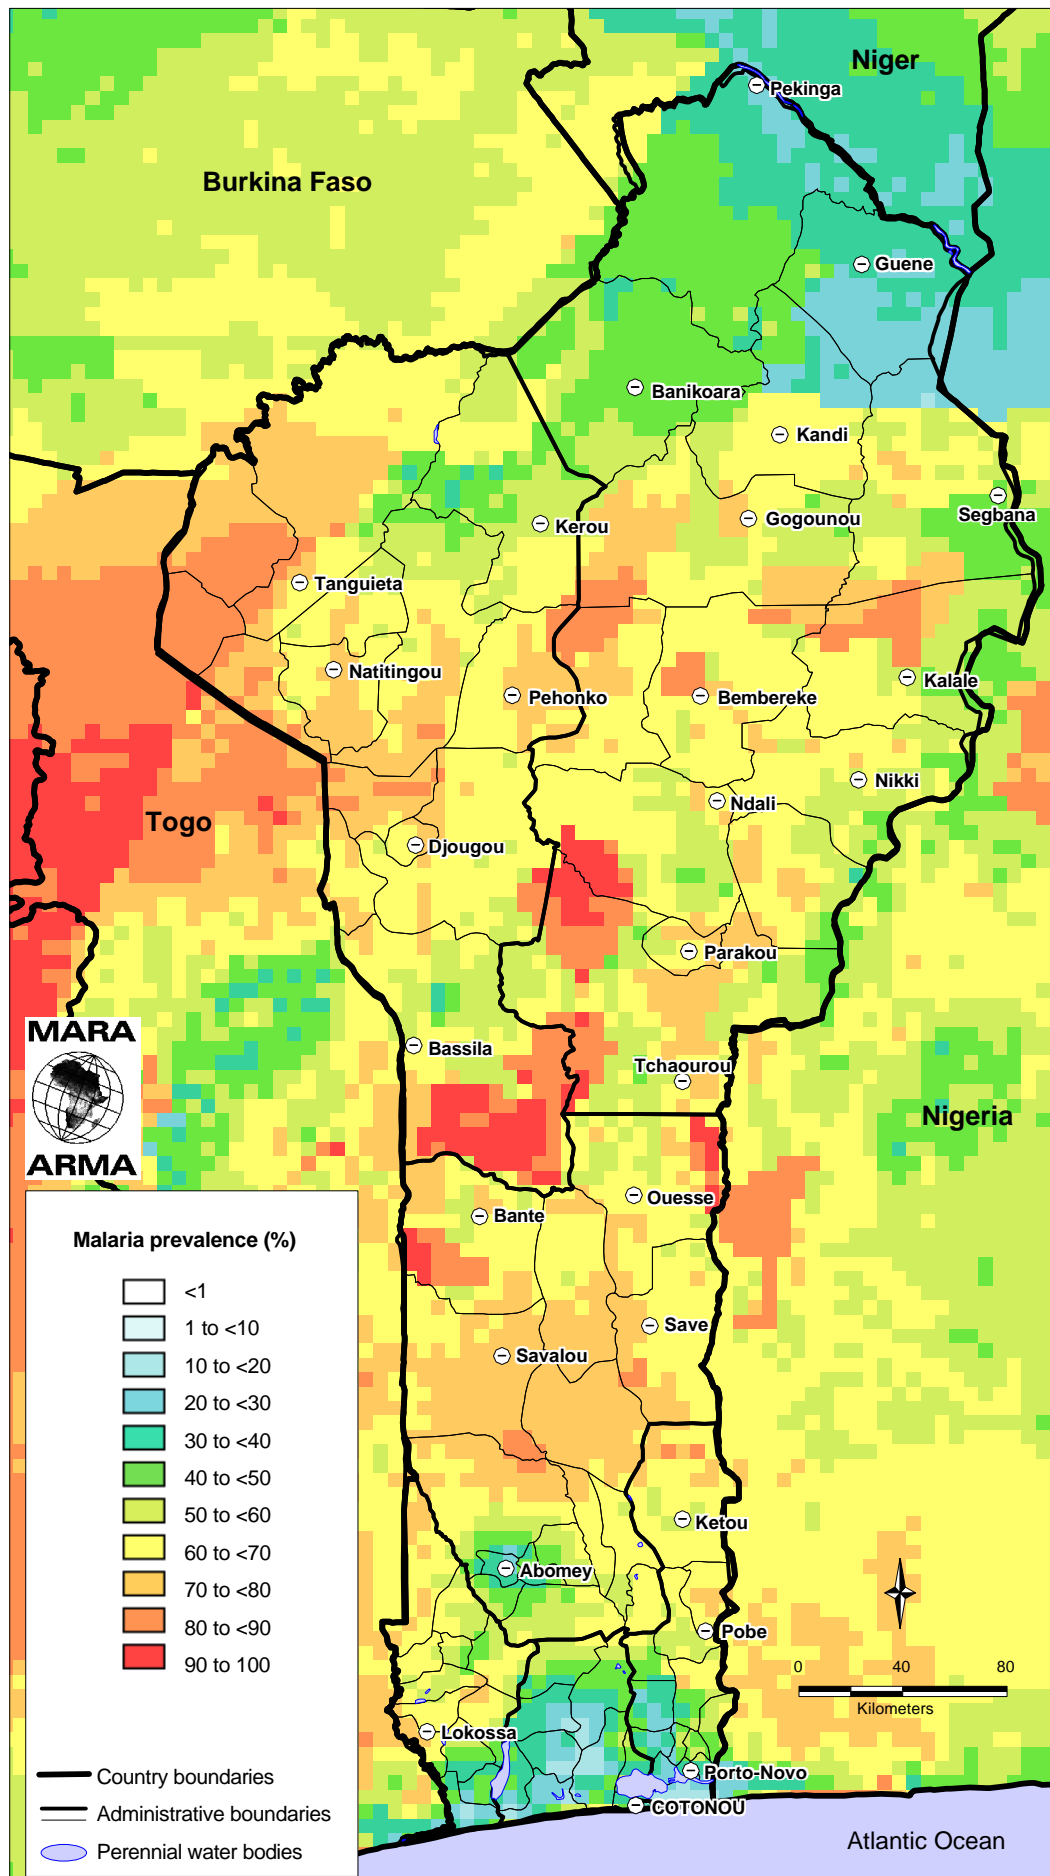 Niger
Pekinga
Burkina Faso
Guene
Banikoara
Kandi
Segbana
Gogounou
Kerou
Tanguieta
Natitingou
Pehonko
Bembereke
Kalale
Nikki
Ndali
Togo
Djougou
Parakou
MARA
ARMA
Bassila
Tchaourou
Nigeria
Ouesse
Bante
Save
Savalou
Ketou
Abomey
Pobe
Lokossa
Porto-Novo
COTONOU
Atlantic Ocean
0 40 80
Kilometers
Malaria prevalence (%)
<1
1 to <10
10 to <20
20 to <30
30 to <40
40 to <50
50 to <60
60 to <70
70 to <80
80 to <90
90 to 100
Country boundaries
Administrative boundaries
Perennial water bodies